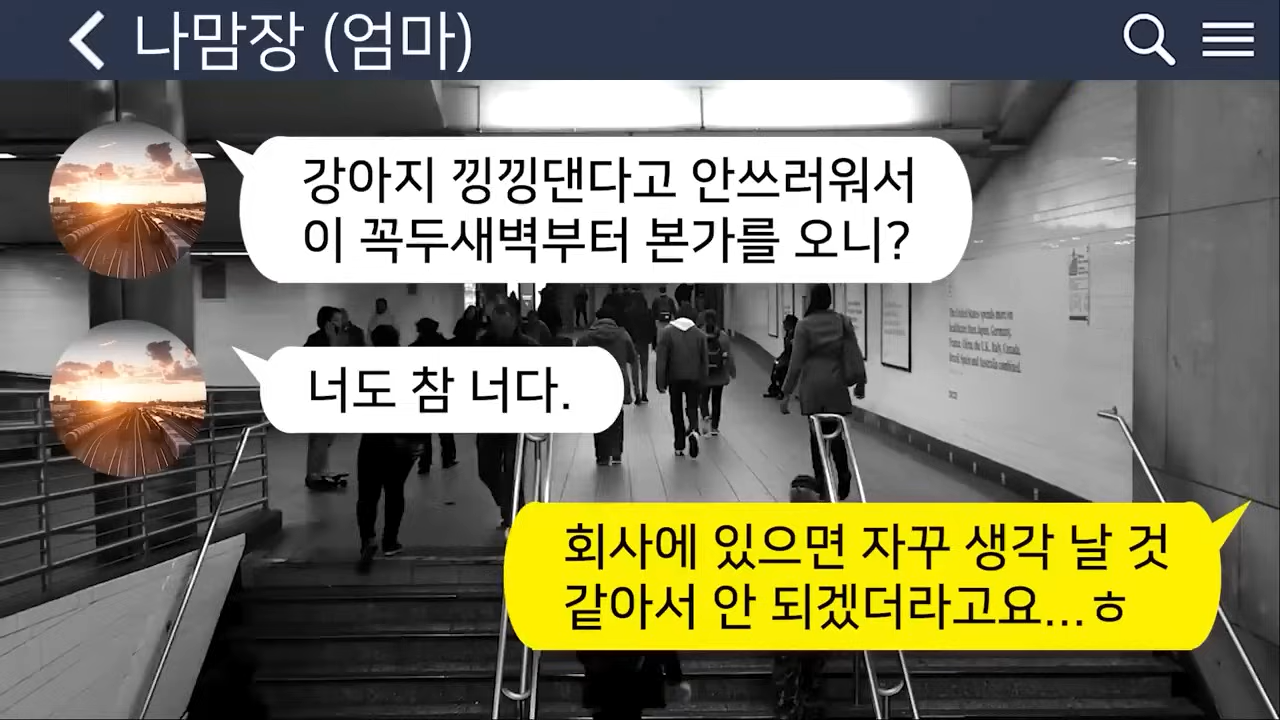 나맘장 (엄마)
강아지 낑낑댄다고 안쓰러워서
이 꼭두새벽부터 본가를 오니?
너도 참 너다.
회사에 있으면 자꾸 생각 날 것
같아서 안 되겠더라고요...ㅎ